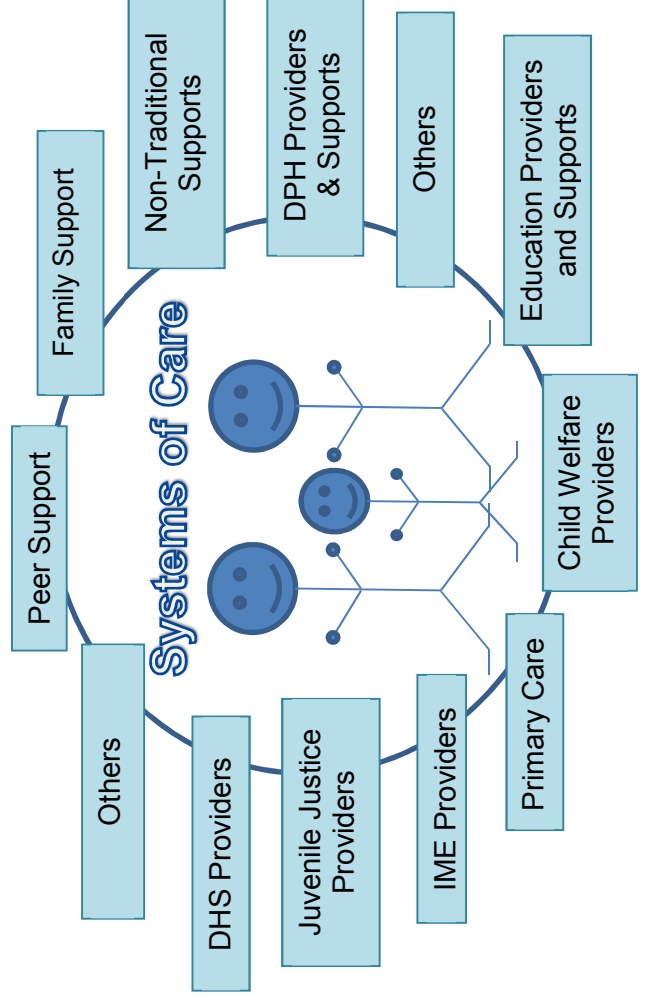 Peer Support
Family Support
Others
Non-Traditional
Supports
Systems of Care
DHS Providers
DPH Providers
& Supports
Juvenile Justice
Providers
Others
IME Providers
Education Providers
and Supports
Primary Care
Child Welfare
Providers